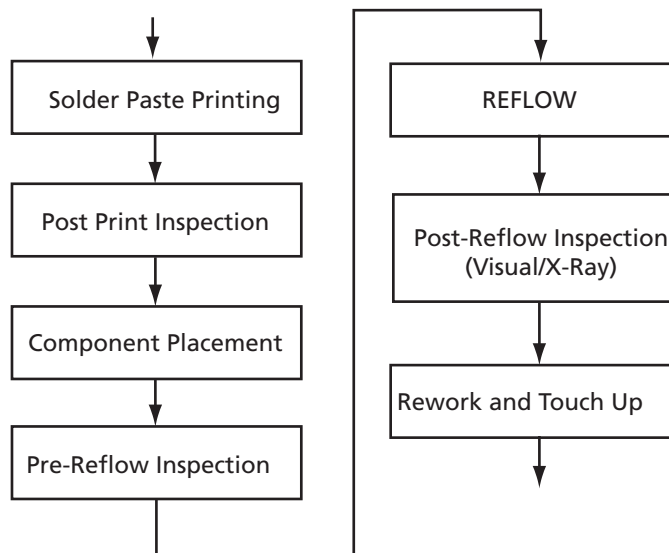 Solder Paste Printing
Post Print Inspection
Component Placement
Pre-Reflow Inspection
REFLOW
Post-Reflow Inspection
(Visual/X-Ray)
Rework and Touch Up